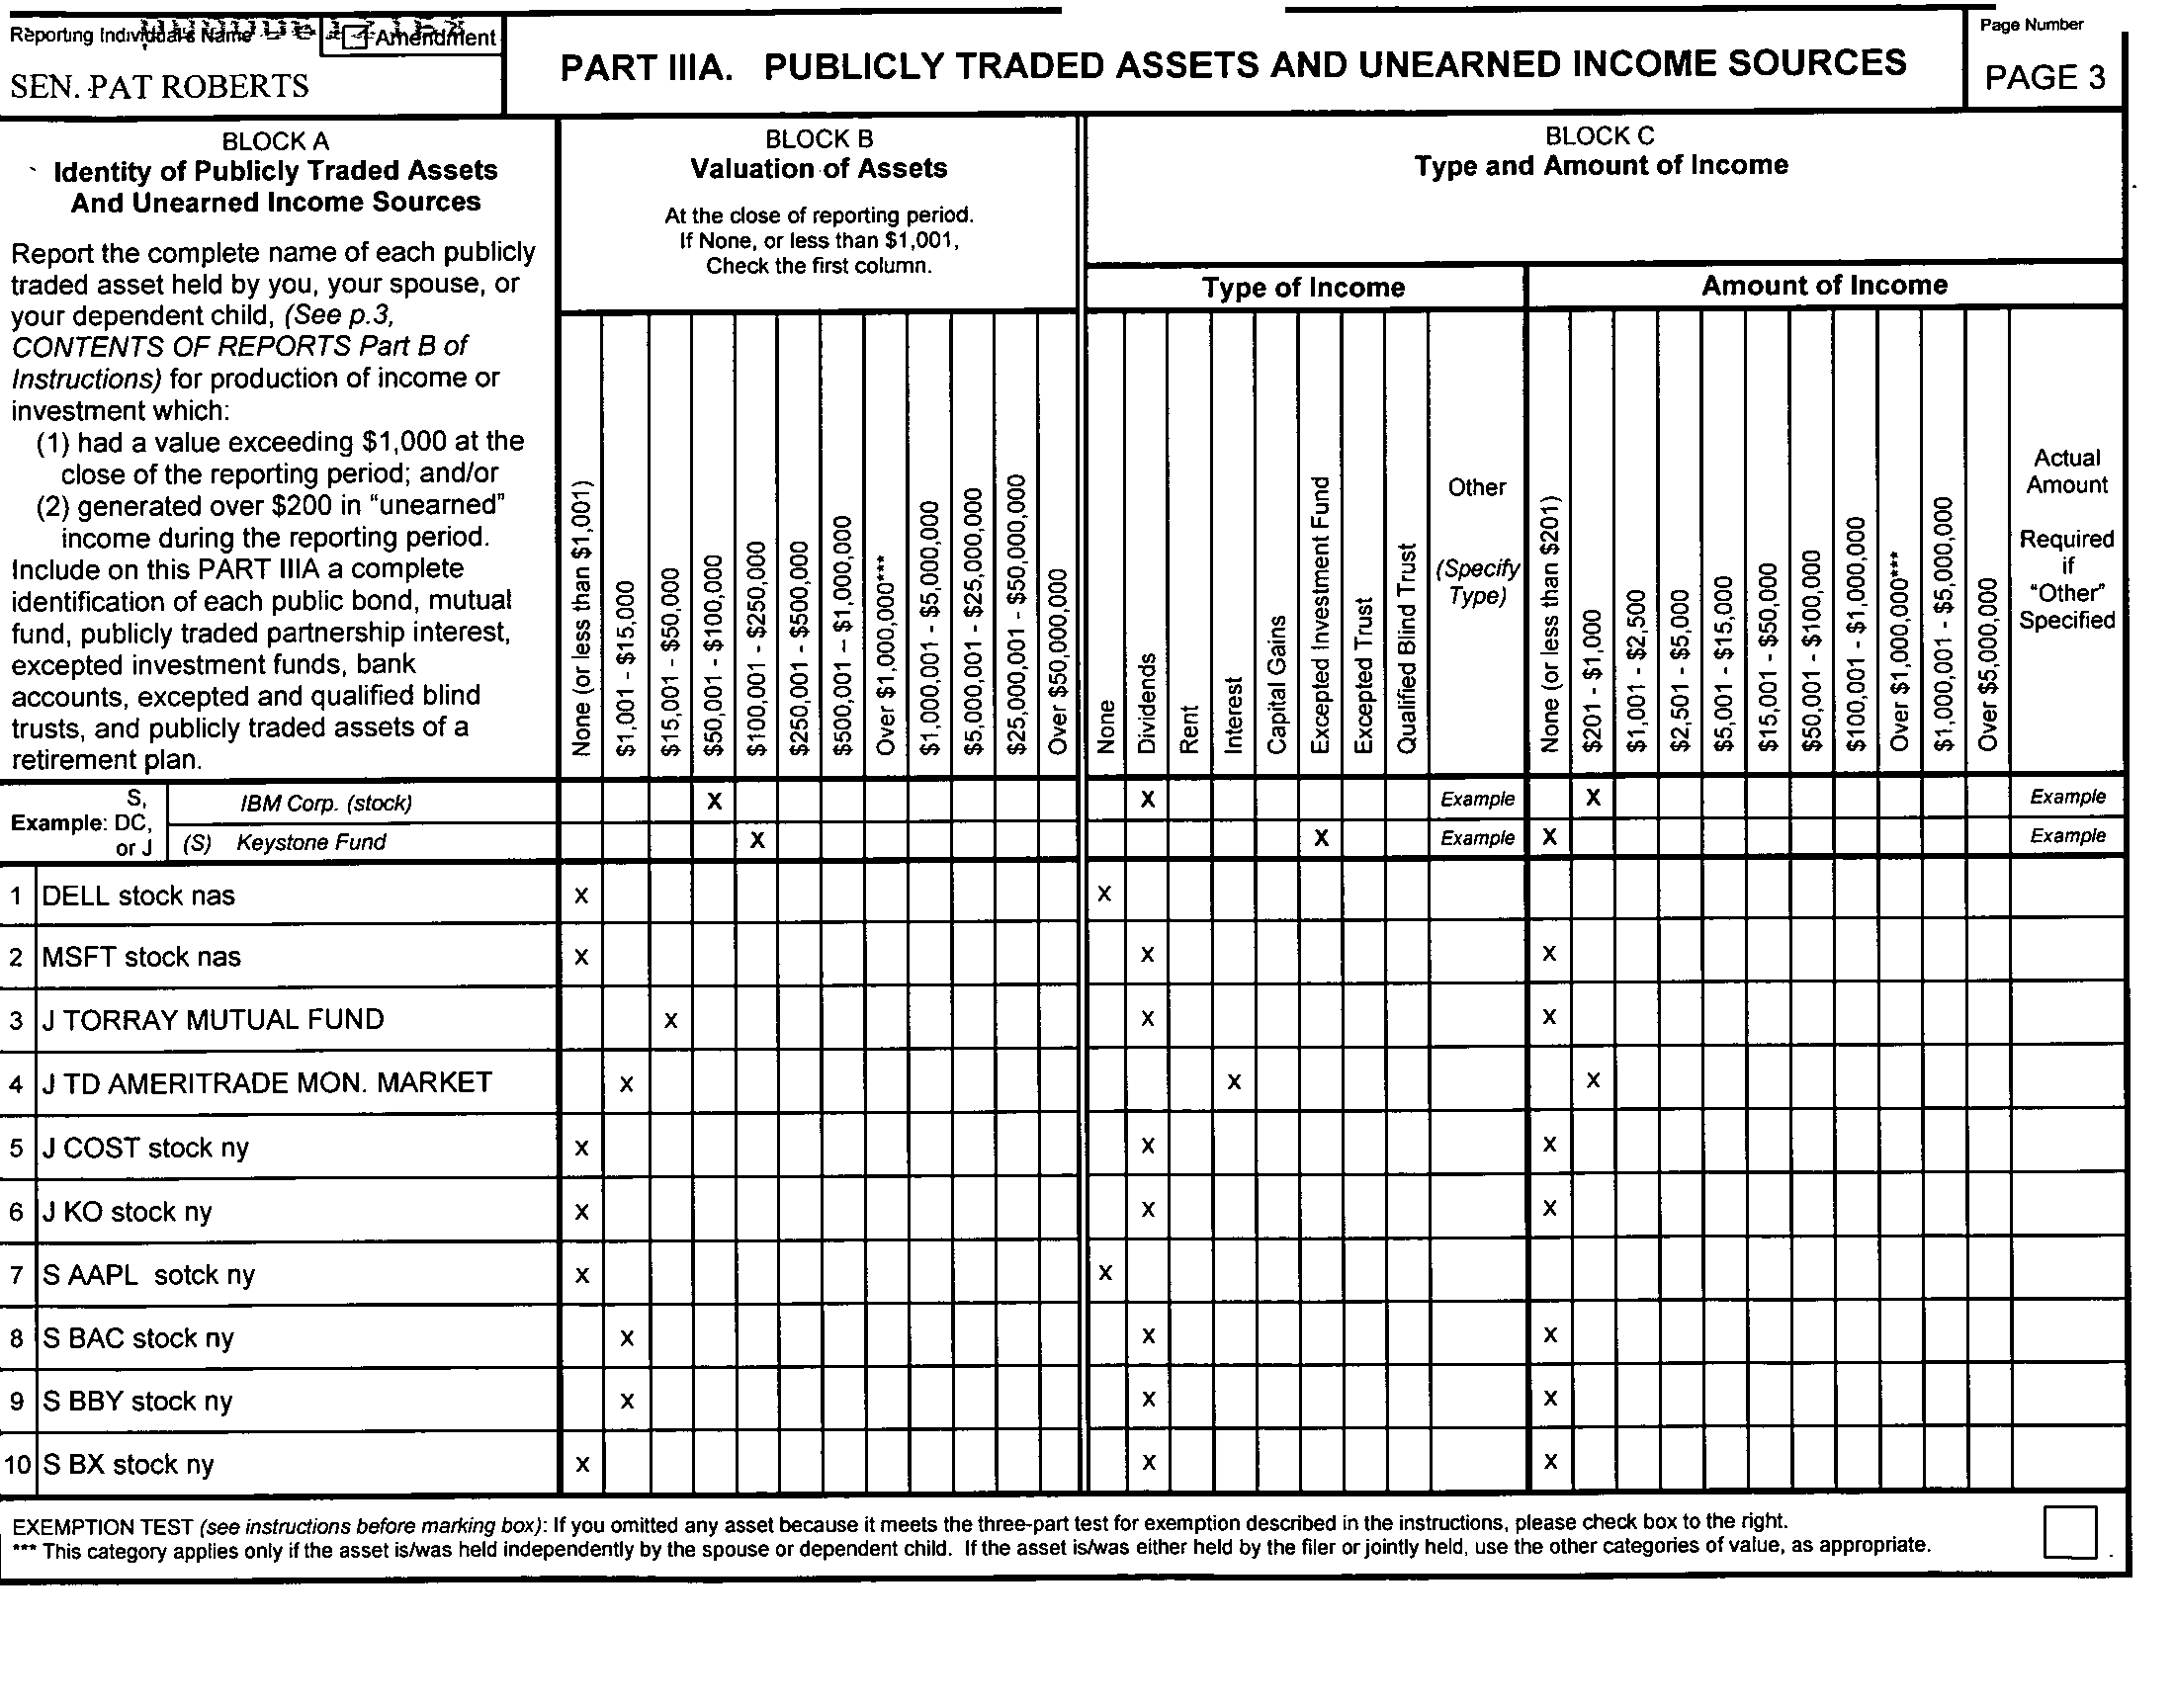 Reporting Individual's Name
Amendment
SEN. PAT ROBERTS
PART IIIA. PUBLICLY TRADED ASSETS AND UNEARNED INCOME SOURCES
Page Number
PAGE 3
BLOCK A
Identity of Publicly Traded Assets
And Unearned Income Sources
Report the complete name of each publicly
traded asset held by you, your spouse, or
your dependent child, (See p.3,
CONTENTS OF REPORTS Part B of
Instructions) for production of income or
investment which:
(1) had a value exceeding $1,000 at the
close of the reporting period; and/or
(2) generated over $200 in "unearned"
income during the reporting period.
Include on this PART IIIA a complete
identification of each public bond, mutual
fund, publicly traded partnership interest,
excepted investment funds, bank
accounts, excepted and qualified blind
trusts, and publicly traded assets of a
retirement plan.
BLOCK B
Valuation of Assets
At the close of reporting period.
If None, or less than $1,001,
Check the first column.
None (or less than $1,001)
$1,001 - $15,000
$15,001 - $50,000
$50,001 - $100,000
$100,001 - $250,000
$250,001 - $500,000
$500,001 – $1,000,000
Over $1,000,000***
$1,000,001 - $5,000,000
$5,000,001 - $25,000,000
$25,000,001 - $50,000,000
Over $50,000,000
BLOCK C
Type and Amount of Income
Type of Income
None
Dividends
Rent
Interest
Capital Gains
Excepted Investment Fund
Excepted Trust
Qualified Blind Trust
Other
(Specify
Type)
Amount of Income
None (or less than $201)
$201 - $1,000
$1,001 - $2,500
$2,501 - $5,000
$5,001 - $15,000
$15,001 - $50,000
$50,001 - $100,000
$100,001 - $1,000,000
Over $1,000,000***
$1,000,001 - $5,000,000
Over $5,000,000
Actual
Amount
Required
if
"Other"
Specified
Example: S, DC, or J
IBM Corp. (stock) X X Example X Example
(S) Keystone Fund X X Example X Example
1 DELL stock nas X X
2 MSFT stock nas X X X
3 J TORRAY MUTUAL FUND X X X
4 J TD AMERITRADE MON. MARKET X X X
5 J COST stock ny X X X
6 J KO stock ny X X X
7 S AAPL sotck ny X X
8 S BAC stock ny X X X
9 S BBY stock ny X X X
10 S BX stock ny X X X
EXEMPTION TEST (see instructions before marking box): If you omitted any asset because it meets the three-part test for exemption described in the instructions, please check box to the right.
*** This category applies only if the asset is/was held independently by the spouse or dependent child. If the asset is/was either held by the filer or jointly held, use the other categories of value, as appropriate.